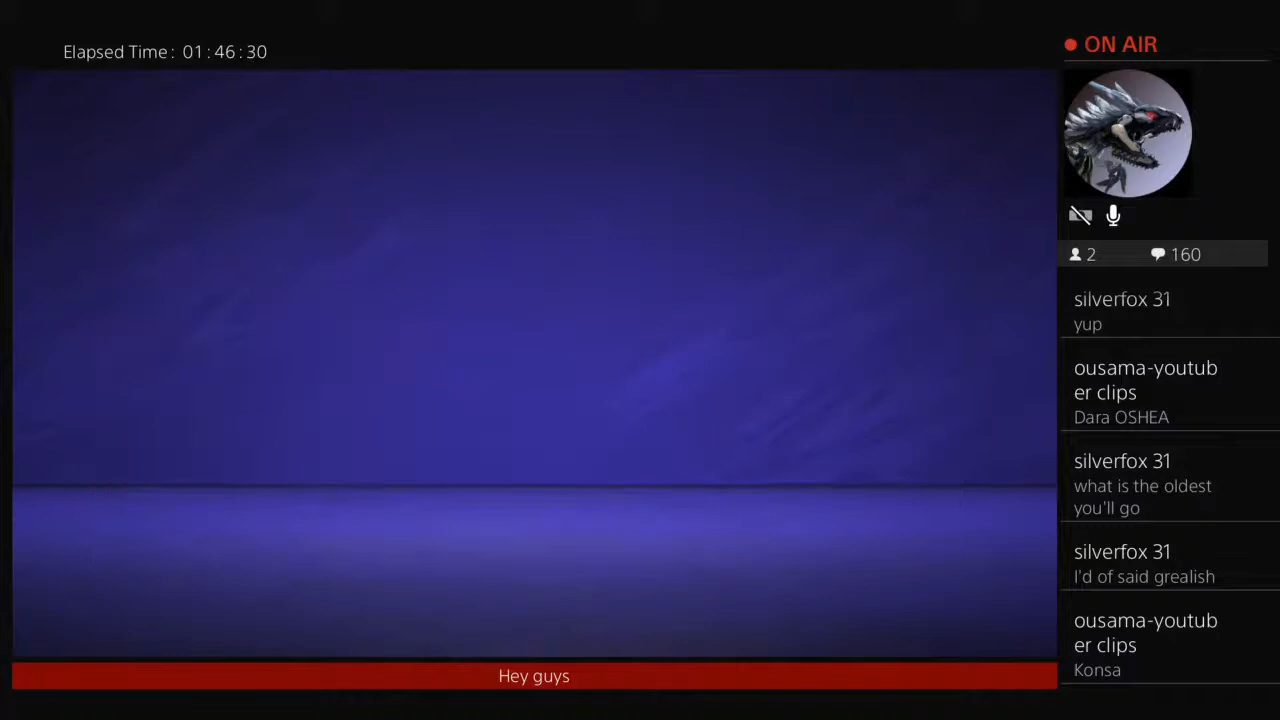 Elapsed Time: 01:46:30
ON AIR
2 160
silverfox 31
yup
ousama-youtub
er clips
Dara OSHEA
silverfox 31
what is the oldest
you'll go
silverfox 31
I'd of said grealish
ousama-youtub
er clips
Konsa
Hey guys